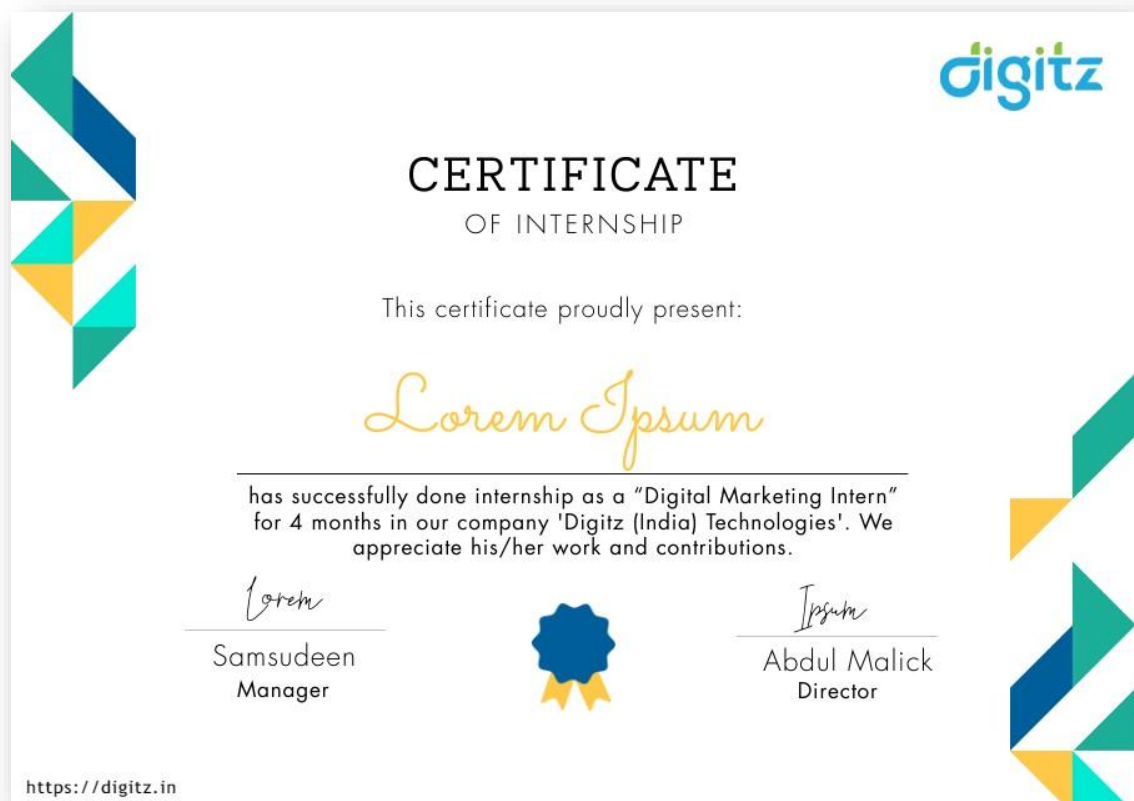 digitz
CERTIFICATE
OF INTERNSHIP
This certificate proudly present:
Lorem Ipsum
has successfully done internship as a “Digital Marketing Intern”
for 4 months in our company 'Digitz (India) Technologies'. We
appreciate his/her work and contributions.
Lorem
Samsudeen
Manager
Ipsum
Abdul Malick
Director
https://digitz.in